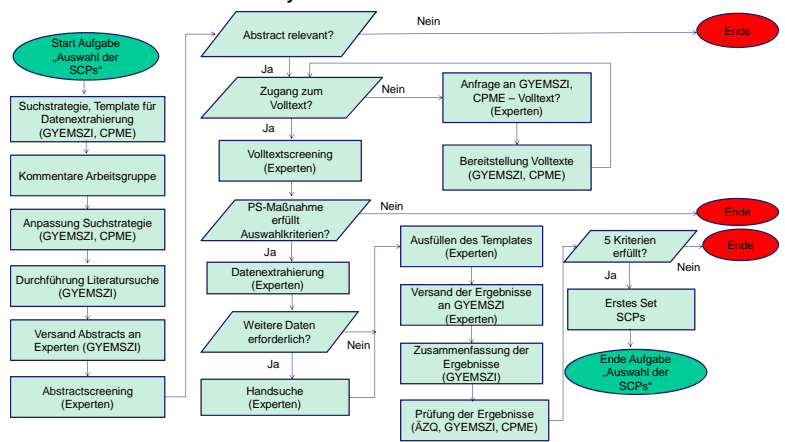 Start Aufgabe
„Auswahl der
SCPs“
Suchstrategie, Template für
Datenextrahierung
(GYEMSZI, CPME)
Kommentare Arbeitsgruppe
Anpassung Suchstrategie
(GYEMSZI, CPME)
Durchführung Literatursuche
(GYEMSZI)
Versand Abstracts an
Experten (GYEMSZI)
Abstractscreening
(Experten)
Abstract relevant?
Nein
Ende
Ja
Zugang zum
Volltext?
Nein
Anfrage an GYEMSZI,
CPME – Volltext?
(Experten)
Bereitstellung Volltexte
(GYEMSZI, CPME)
Ja
Volltextscreening
(Experten)
PS-Maßnahme
erfüllt
Auswahlkriterien?
Nein
Ende
Ja
Datenextrahierung
(Experten)
Weitere Daten
erforderlich?
Nein
Ja
Handsuche
(Experten)
Ausfüllen des Templates
(Experten)
Versand der Ergebnisse
an GYEMSZI
(Experten)
Zusammenfassung der
Ergebnisse
(GYEMSZI)
Prüfung der Ergebnisse
(ÄZQ, GYEMSZI, CPME)
5 Kriterien
erfüllt?
Nein
Ende
Ja
Erstes Set
SCPs
Ende Aufgabe
„Auswahl der
SCPs“